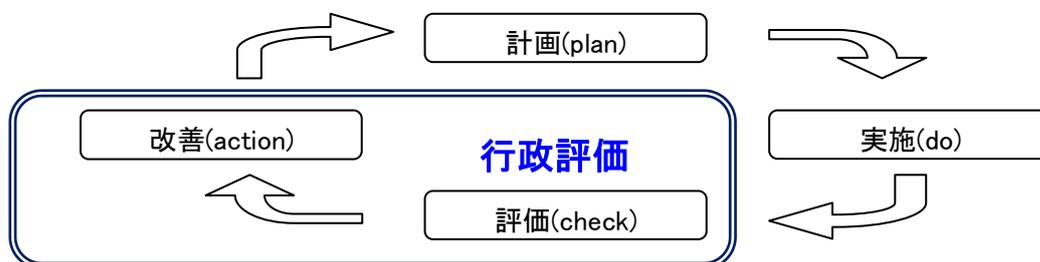 計画(plan)
改善(action)
実施(do)
行政評価
評価(check)